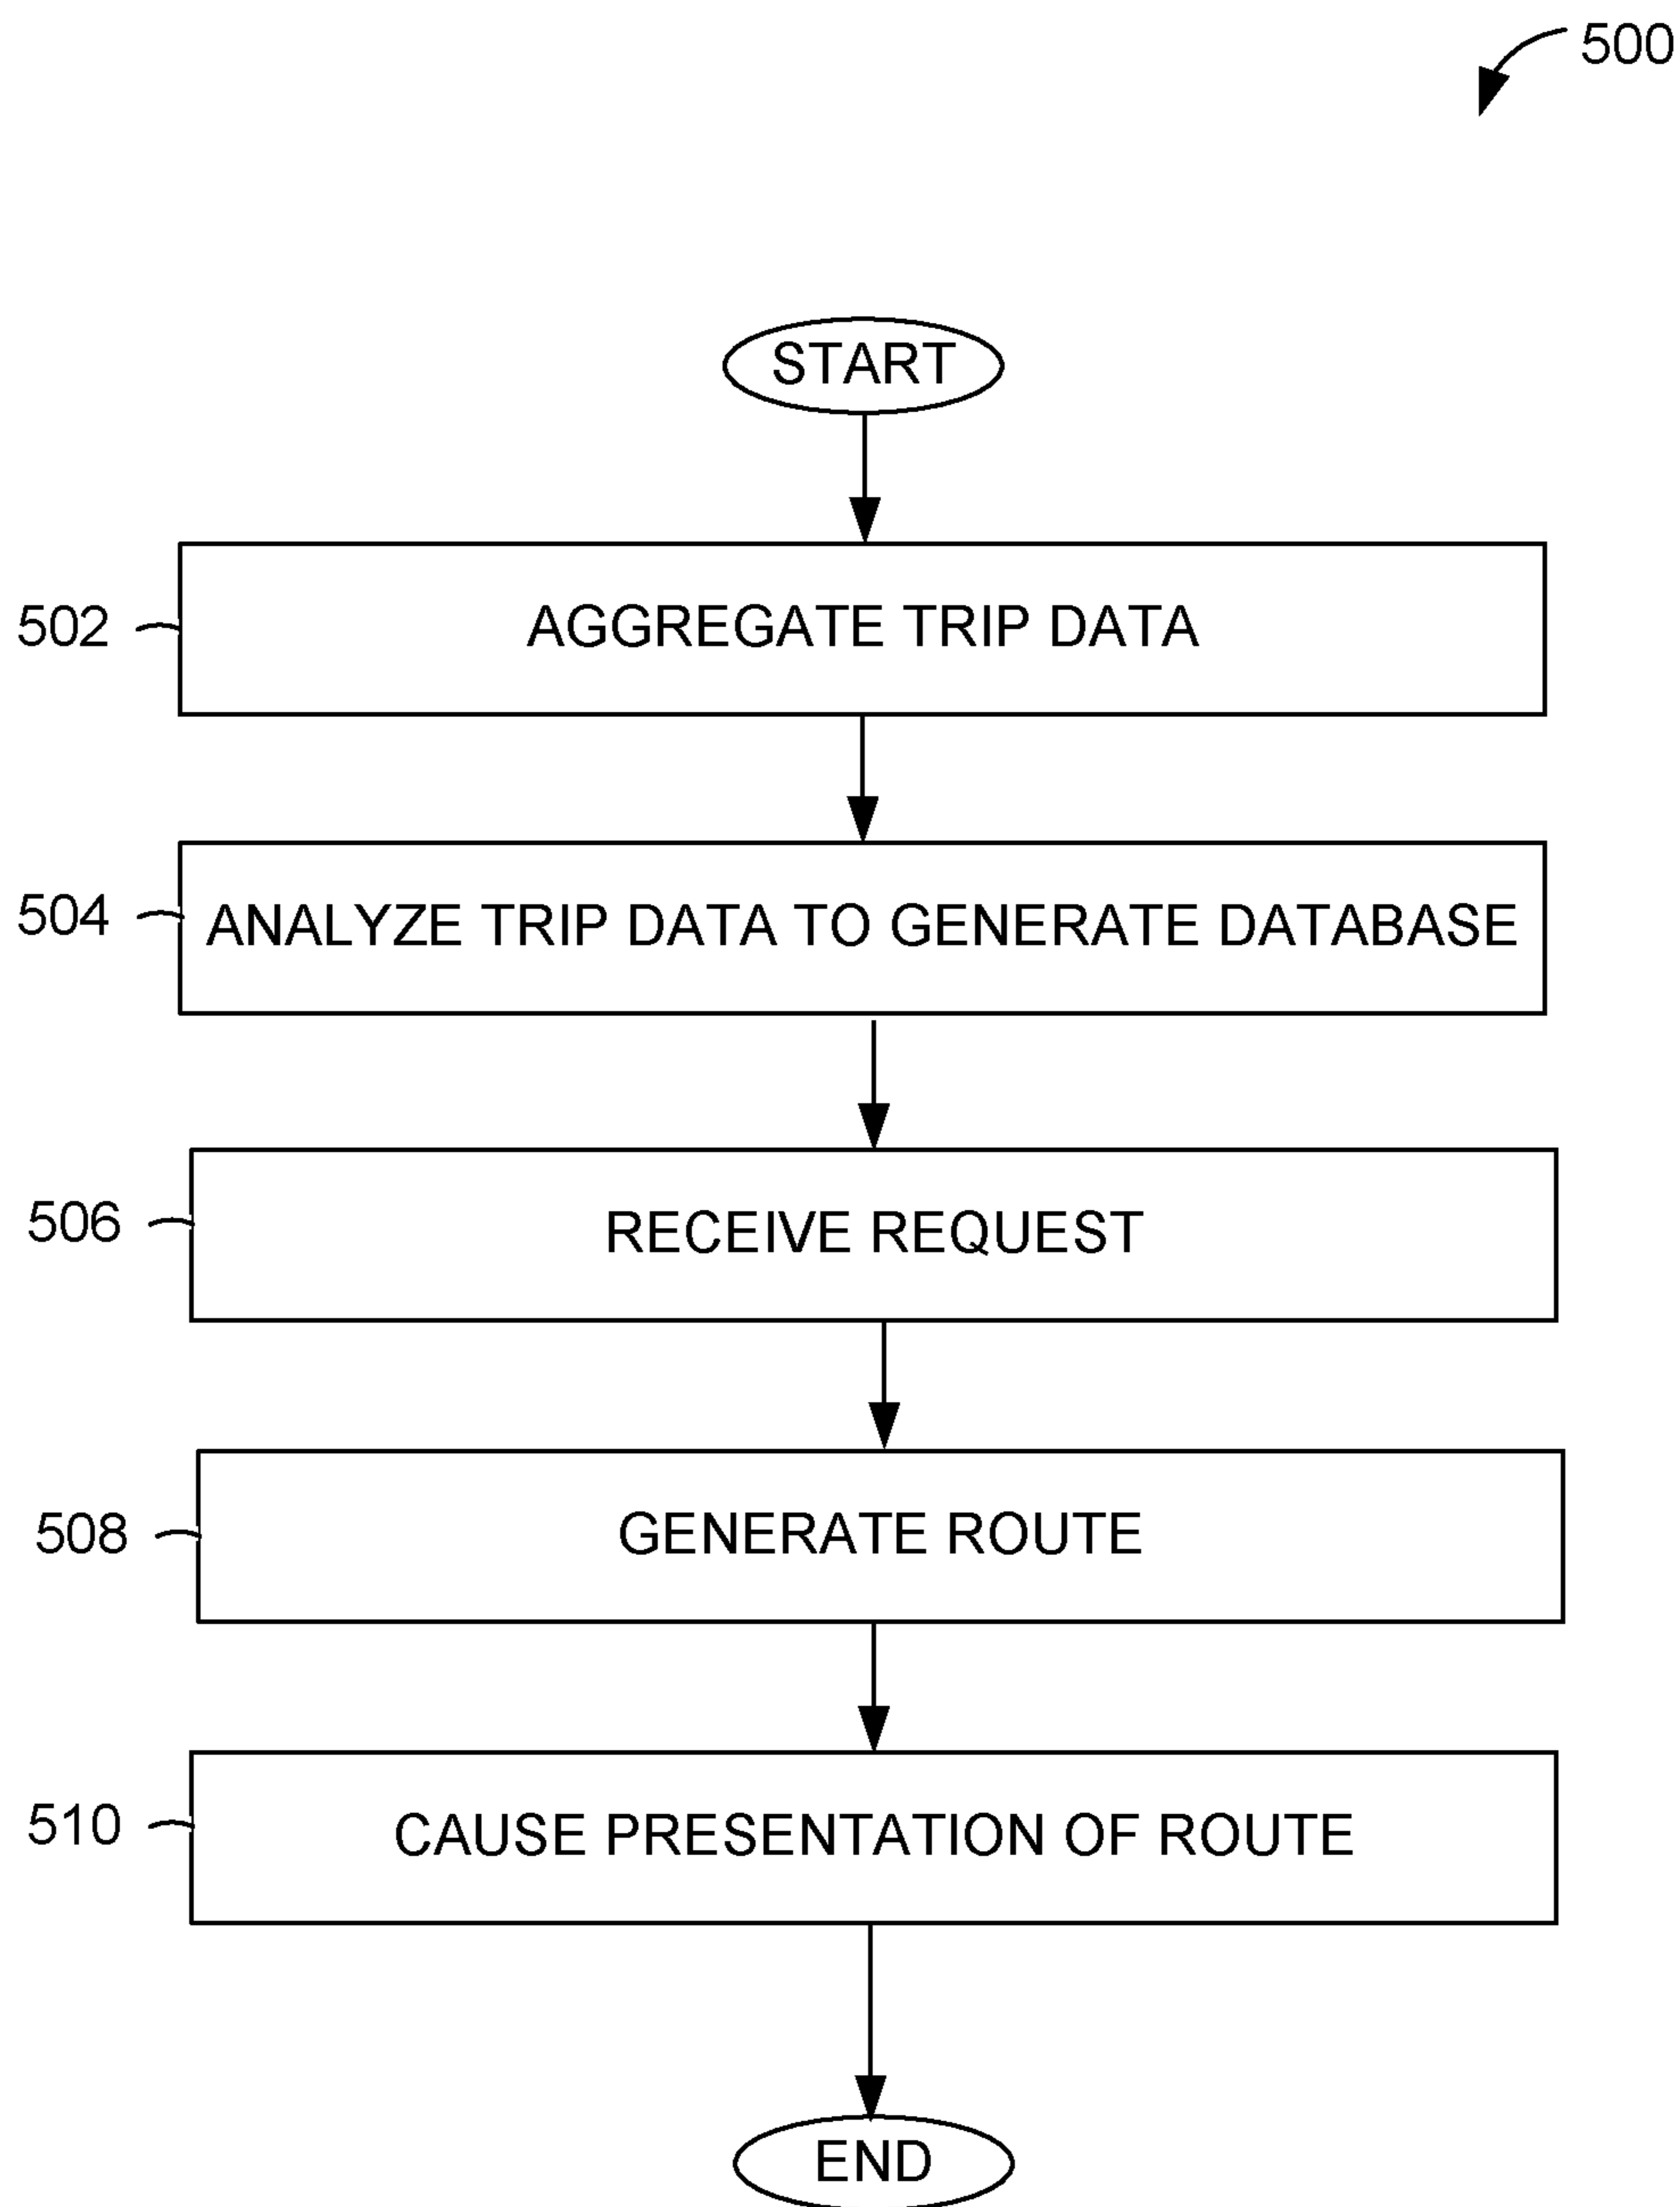 500
START
502
AGGREGATE TRIP DATA
504
ANALYZE TRIP DATA TO GENERATE DATABASE
506
RECEIVE REQUEST
508
GENERATE ROUTE
510
CAUSE PRESENTATION OF ROUTE
END